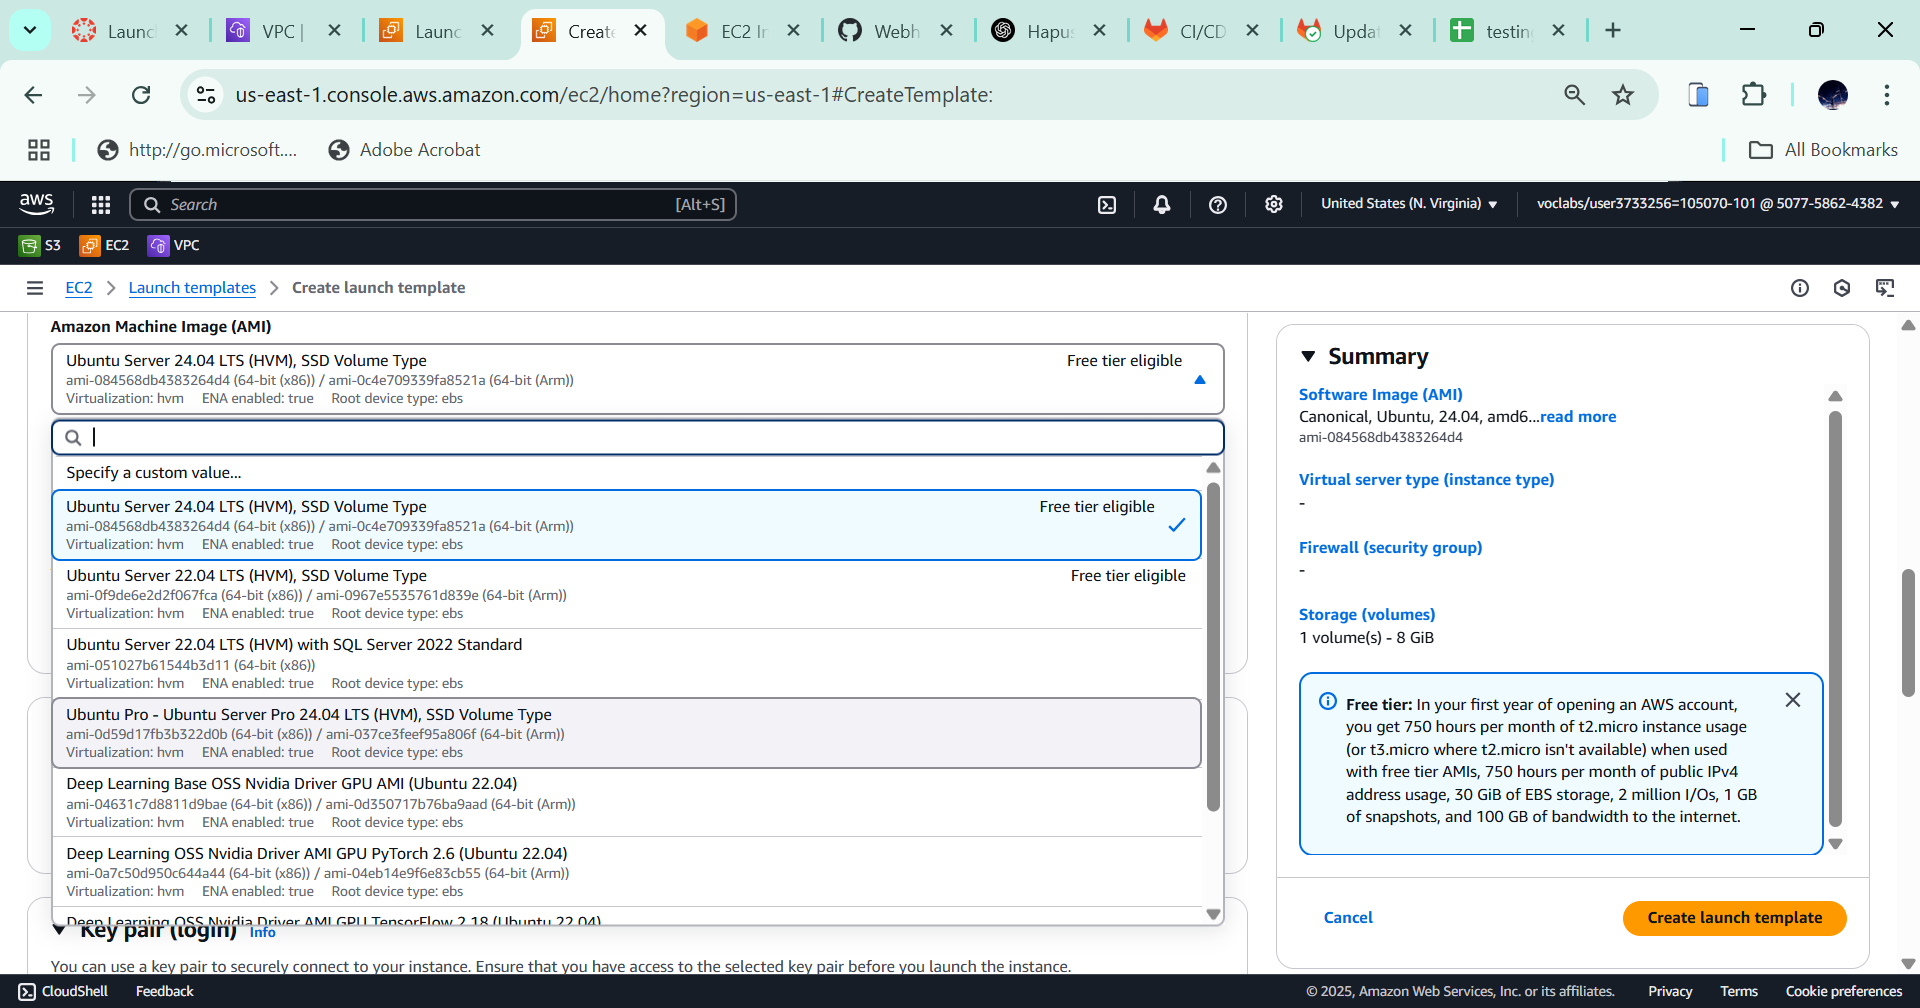 Launc
VPC |
Launc
Create
EC2 In
Webh
Hapus
CI/CD
Updat
testing
us-east-1.console.aws.amazon.com/ec2/home?region=us-east-1#CreateTemplate:
http://go.microsoft....
Adobe Acrobat
All Bookmarks
aws
Search
[Alt+S]
United States (N. Virginia)
voclabs/user3733256=105070-101 @ 5077-5862-4382
S3
EC2
VPC
EC2
Launch templates
Create launch template
Amazon Machine Image (AMI)
Ubuntu Server 24.04 LTS (HVM), SSD Volume Type
Free tier eligible
ami-084568db4383264d4 (64-bit (x86)) / ami-0c4e709339fa8521a (64-bit (Arm))
Virtualization: hvm ENA enabled: true Root device type: ebs
Specify a custom value...
Ubuntu Server 24.04 LTS (HVM), SSD Volume Type
Free tier eligible
ami-084568db4383264d4 (64-bit (x86)) / ami-0c4e709339fa8521a (64-bit (Arm))
Virtualization: hvm ENA enabled: true Root device type: ebs
Ubuntu Server 22.04 LTS (HVM), SSD Volume Type
Free tier eligible
ami-0f9de6e2d2f067fca (64-bit (x86)) / ami-0967e5535761d839e (64-bit (Arm))
Virtualization: hvm ENA enabled: true Root device type: ebs
Ubuntu Server 22.04 LTS (HVM) with SQL Server 2022 Standard
ami-051027b61544b3d11 (64-bit (x86))
Virtualization: hvm ENA enabled: true Root device type: ebs
Ubuntu Pro - Ubuntu Server Pro 24.04 LTS (HVM), SSD Volume Type
ami-0d59d17fb3b322d0b (64-bit (x86)) / ami-037ce3feef95a806f (64-bit (Arm))
Virtualization: hvm ENA enabled: true Root device type: ebs
Deep Learning Base OSS Nvidia Driver GPU AMI (Ubuntu 22.04)
ami-04631c7d8811d9bae (64-bit (x86)) / ami-0d350717b76ba9aad (64-bit (Arm))
Virtualization: hvm ENA enabled: true Root device type: ebs
Deep Learning OSS Nvidia Driver AMI GPU PyTorch 2.6 (Ubuntu 22.04)
ami-0a7c50d950c644a44 (64-bit (x86)) / ami-04eb14e9f6e83cb55 (64-bit (Arm))
Virtualization: hvm ENA enabled: true Root device type: ebs
Deep Learning OSS Nvidia Driver AMI GPU TensorFlow 2.18 (Ubuntu 22.04)
Key pair (login) Info
You can use a key pair to securely connect to your instance. Ensure that you have access to the selected key pair before you launch the instance.
Summary
Software Image (AMI)
Canonical, Ubuntu, 24.04, amd6...read more
ami-084568db4383264d4
Virtual server type (instance type)
-
Firewall (security group)
-
Storage (volumes)
1 volume(s) - 8 GiB
Free tier: In your first year of opening an AWS account,
you get 750 hours per month of t2.micro instance usage
(or t3.micro where t2.micro isn't available) when used
with free tier AMIs, 750 hours per month of public IPv4
address usage, 30 GiB of EBS storage, 2 million I/Os, 1 GB
of snapshots, and 100 GB of bandwidth to the internet.
Cancel
Create launch template
CloudShell
Feedback
© 2025, Amazon Web Services, Inc. or its affiliates.
Privacy
Terms
Cookie preferences